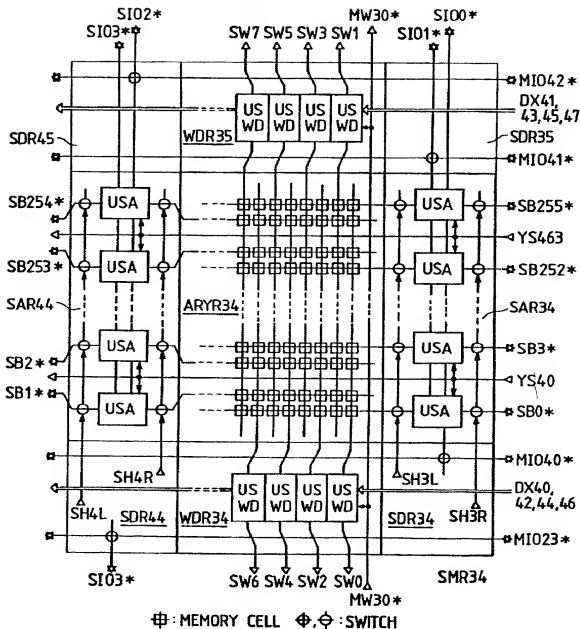 SIO2*
SIO3*
SW7 SW5 SW3 SW1
MW30*
SIO0*
SIO1*
MIO42*
US WD US WD US WD US WD
DX41,
43,45,47
SDR45
WDR35
SDR35
MIO41*
SB254*
USA
USA
SB255*
YS463
SB253*
USA
USA
SB252*
SAR44
ARYR34
SAR34
USA
USA
SB3*
SB2*
YS40
SB1*
USA
USA
SB0*
MIO40*
SH4R
SH3L
US WD US WD US WD US WD
DX40,
42,44,46
SH4L
SDR44
WDR34
SDR34
SH3R
MIO23*
SIO3*
SW6 SW4 SW2 SW0
MW30*
SMR34
: MEMORY CELL , : SWITCH